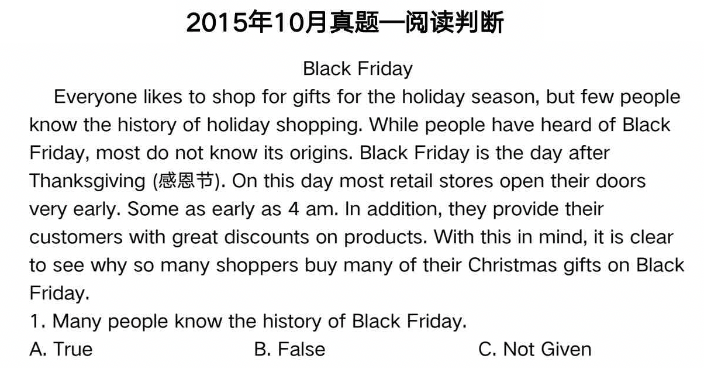 2015年10月真题—阅读判断
Black Friday
Everyone likes to shop for gifts for the holiday season, but few people
know the history of holiday shopping. While people have heard of Black
Friday, most do not know its origins. Black Friday is the day after
Thanksgiving (感恩节). On this day most retail stores open their doors
very early. Some as early as 4 am. In addition, they provide their
customers with great discounts on products. With this in mind, it is clear
to see why so many shoppers buy many of their Christmas gifts on Black
Friday.
1. Many people know the history of Black Friday.
A. True B. False C. Not Given